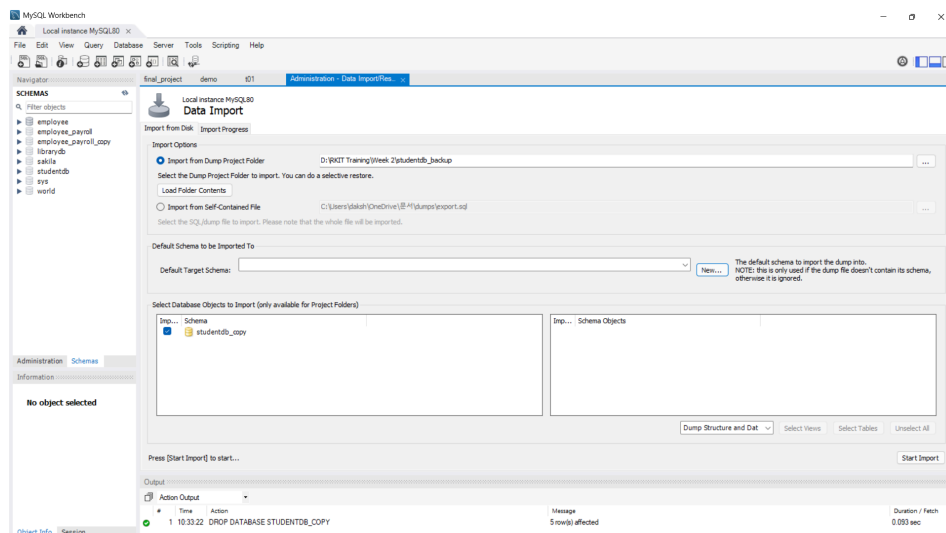 MySQL Workbench
Local instance MySQL80 ×
File Edit View Query Database Server Tools Scripting Help
Navigator
SCHEMAS
Filter objects
employee
employee_payroll
employee_payroll_copy
librarydb
sakila
studentdb
sys
world
Administration Schemas
Information
No object selected
Object Info Session
final_project demo t01 Administration - Data Import/Res... ×
Local instance MySQL80
Data Import
Import from Disk Import Progress
Import Options
Import from Dump Project Folder D:\RKIT Training\Week 2\studentdb_backup ...
Select the Dump Project Folder to import. You can do a selective restore.
Load Folder Contents
Import from Self-Contained File C:\Users\daksh\OneDrive\문서\dumps\export.sql ...
Select the SQL/dump file to import. Please note that the whole file will be imported.
Default Schema to be Imported To
Default Target Schema: New...
The default schema to import the dump into.
NOTE: this is only used if the dump file doesn't contain its schema,
otherwise it is ignored.
Select Database Objects to Import (only available for Project Folders)
Imp... Schema
studentdb_copy
Imp... Schema Objects
Dump Structure and Dat Select Views Select Tables Unselect All
Press [Start Import] to start... Start Import
Output
Action Output
# Time Action Message Duration / Fetch
1 10:33:22 DROP DATABASE STUDENTDB_COPY 5 row(s) affected 0.093 sec